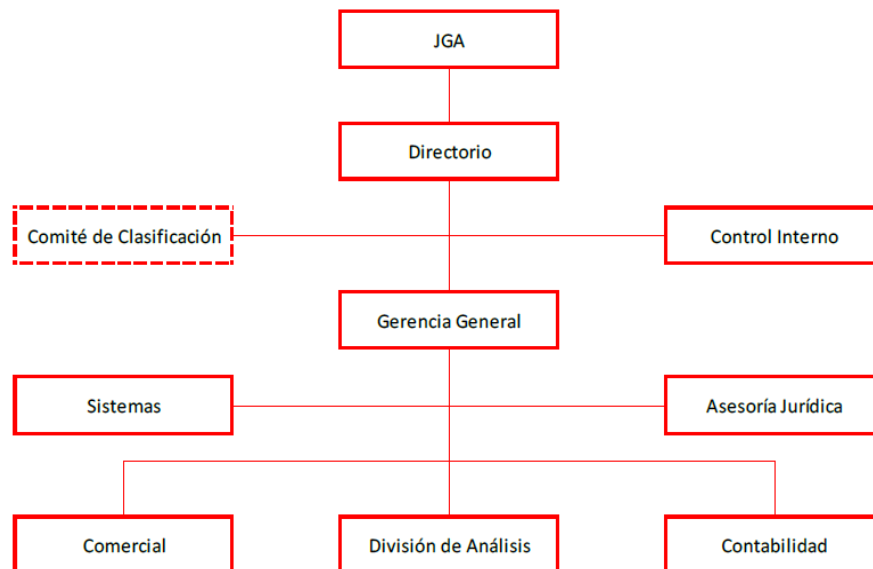 JGA
Directorio
Comité de Clasificación
Control Interno
Gerencia General
Sistemas
Asesoría Jurídica
Comercial
División de Análisis
Contabilidad